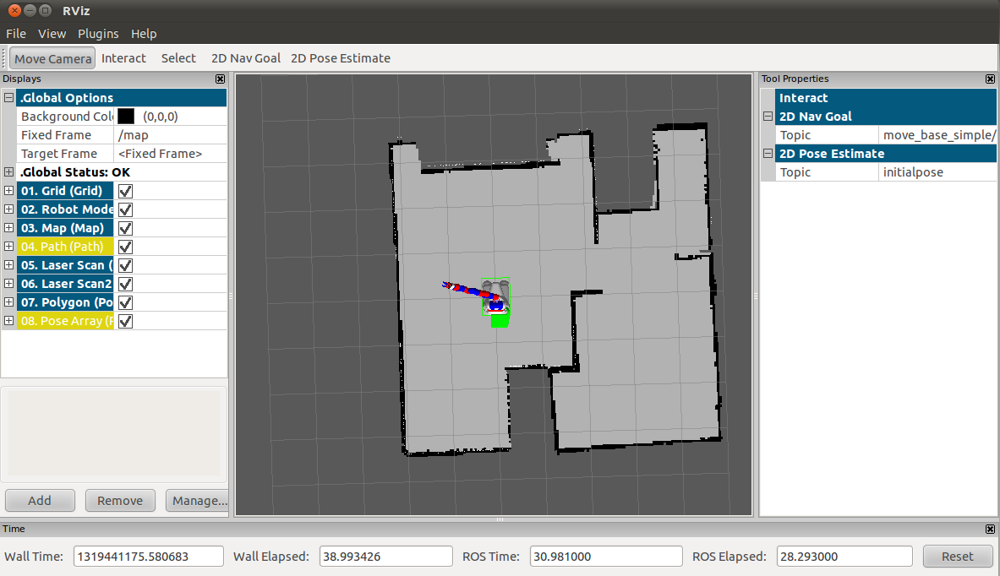 RViz
File View Plugins Help
Move Camera Interact Select 2D Nav Goal 2D Pose Estimate
Displays
.Global Options
Background Colo (0,0,0)
Fixed Frame /map
Target Frame <Fixed Frame>
.Global Status: OK
01. Grid (Grid)
02. Robot Mode
03. Map (Map)
04. Path (Path)
05. Laser Scan (
06. Laser Scan2
07. Polygon (Po
08. Pose Array (P
Add Remove Manage...
Tool Properties
Interact
2D Nav Goal
Topic move_base_simple/
2D Pose Estimate
Topic initialpose
Time
Wall Time: 1319441175.580683 Wall Elapsed: 38.993426 ROS Time: 30.981000 ROS Elapsed: 28.293000 Reset